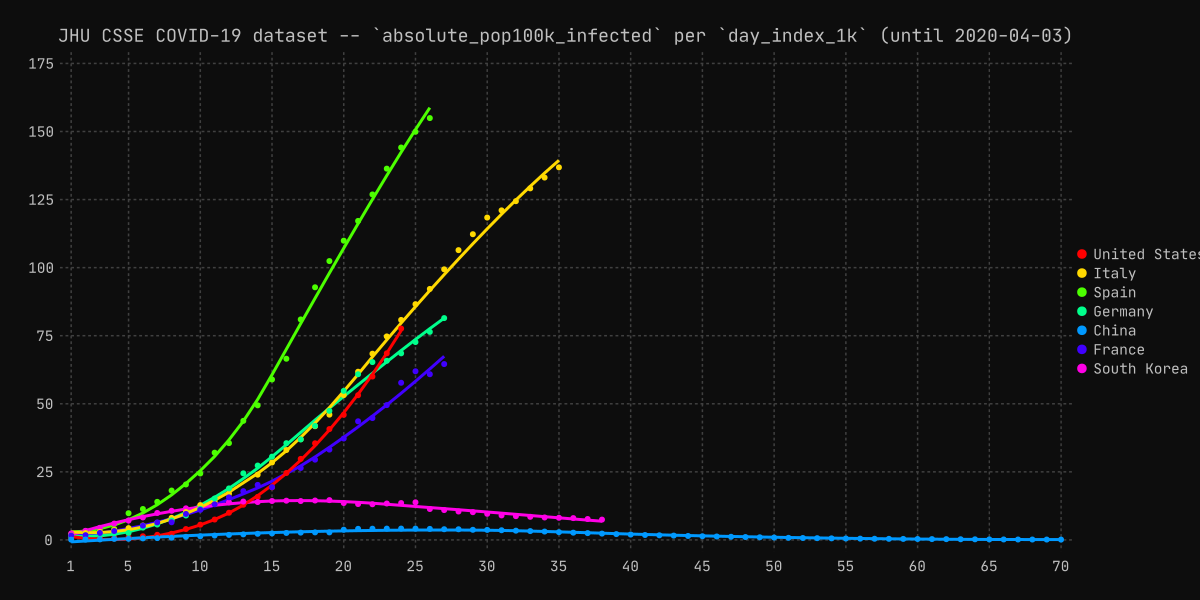 JHU CSSE COVID-19 dataset -- `absolute_pop100k_infected` per `day_index_1k` (until 2020-04-03)
175
150
125
100
75
50
25
0
1 5 10 15 20 25 30 35 40 45 50 55 60 65 70
United States
Italy
Spain
Germany
China
France
South Korea